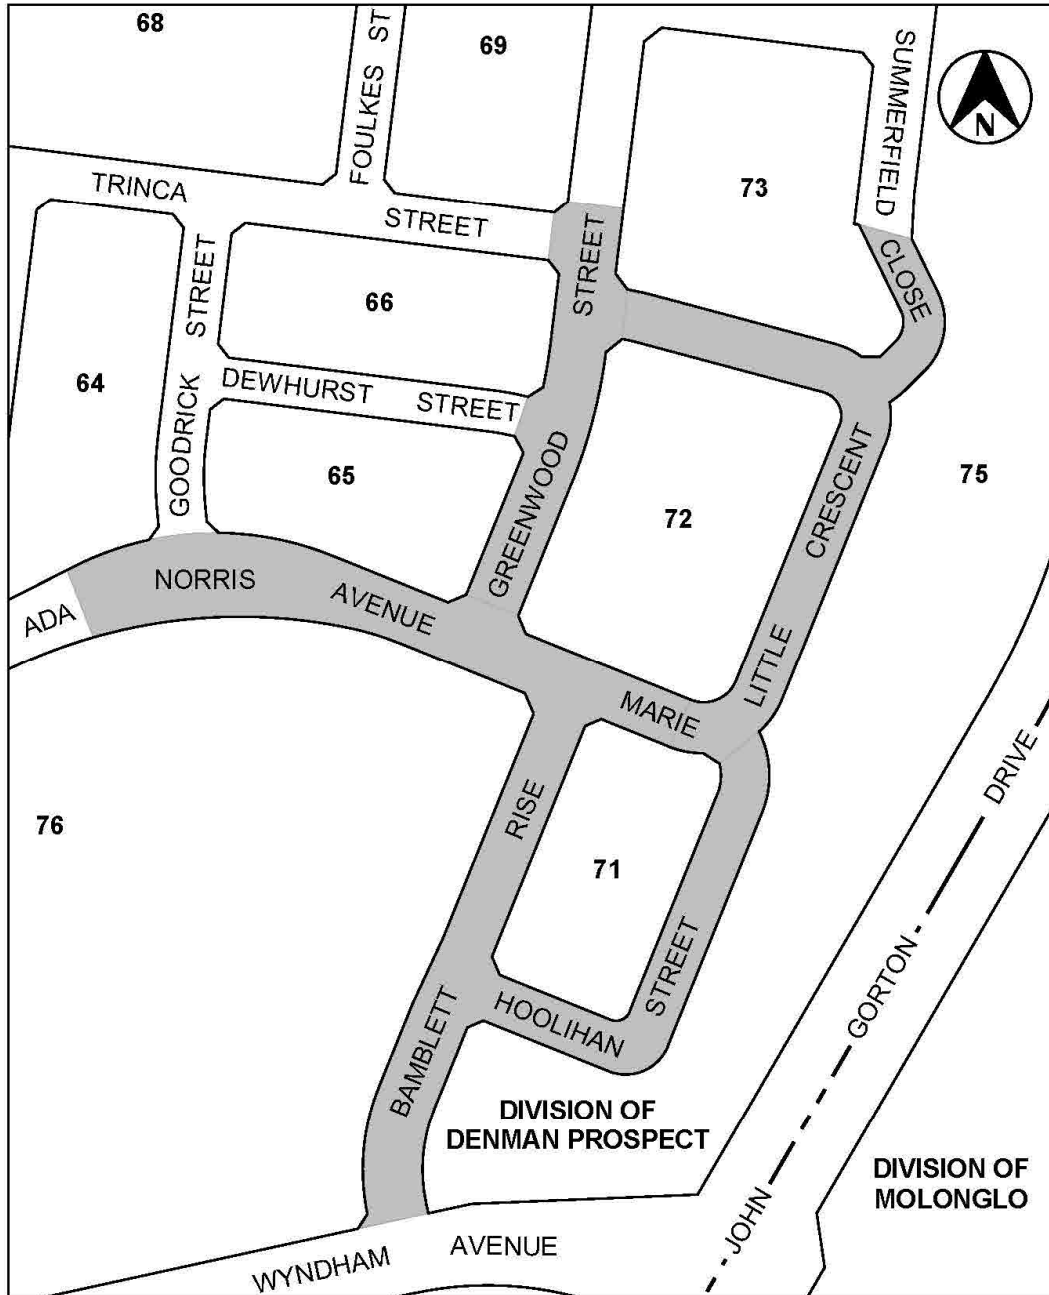 68
FOULKES ST
69
SUMMERFIELD CLOSE
N
73
TRINCA STREET
GREENWOOD STREET
66
GOODRICK STREET
64
DEWHURST STREET
65
72
LITTLE CRESCENT
75
ADA NORRIS AVENUE
MARIE
76
BAMBLETT RISE
71
HOOLIHAN STREET
JOHN GORTON DRIVE
DIVISION OF
DENMAN PROSPECT
DIVISION OF
MOLONGLO
WYNDHAM AVENUE